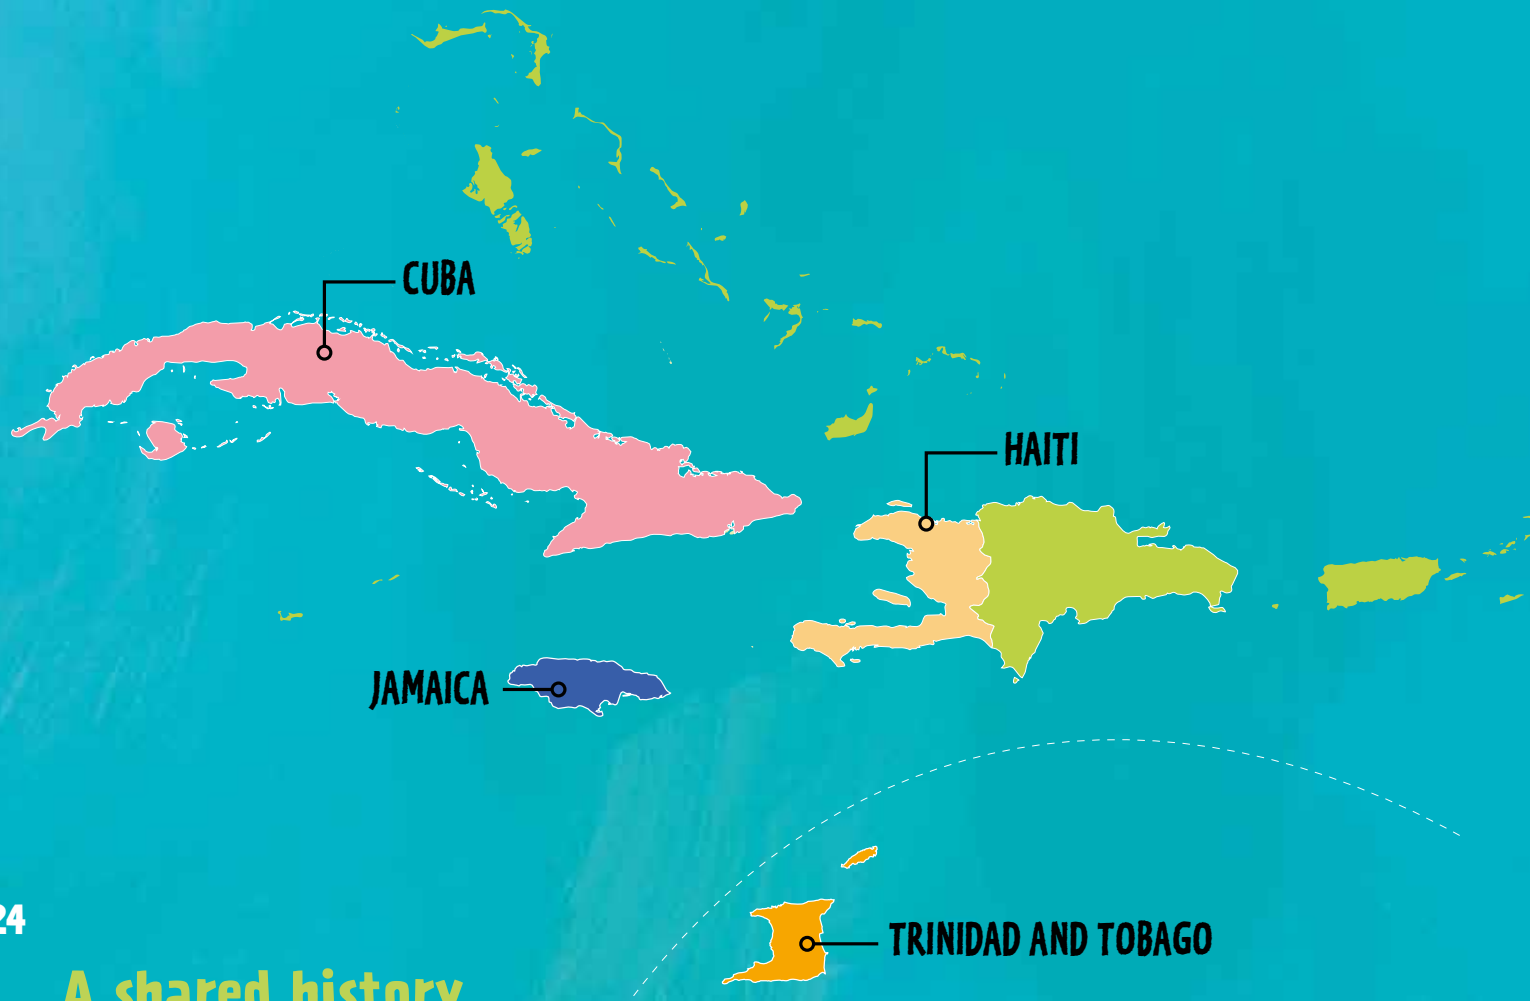 CUBA
HAITI
JAMAICA
24
TRINIDAD AND TOBAGO
A shared history